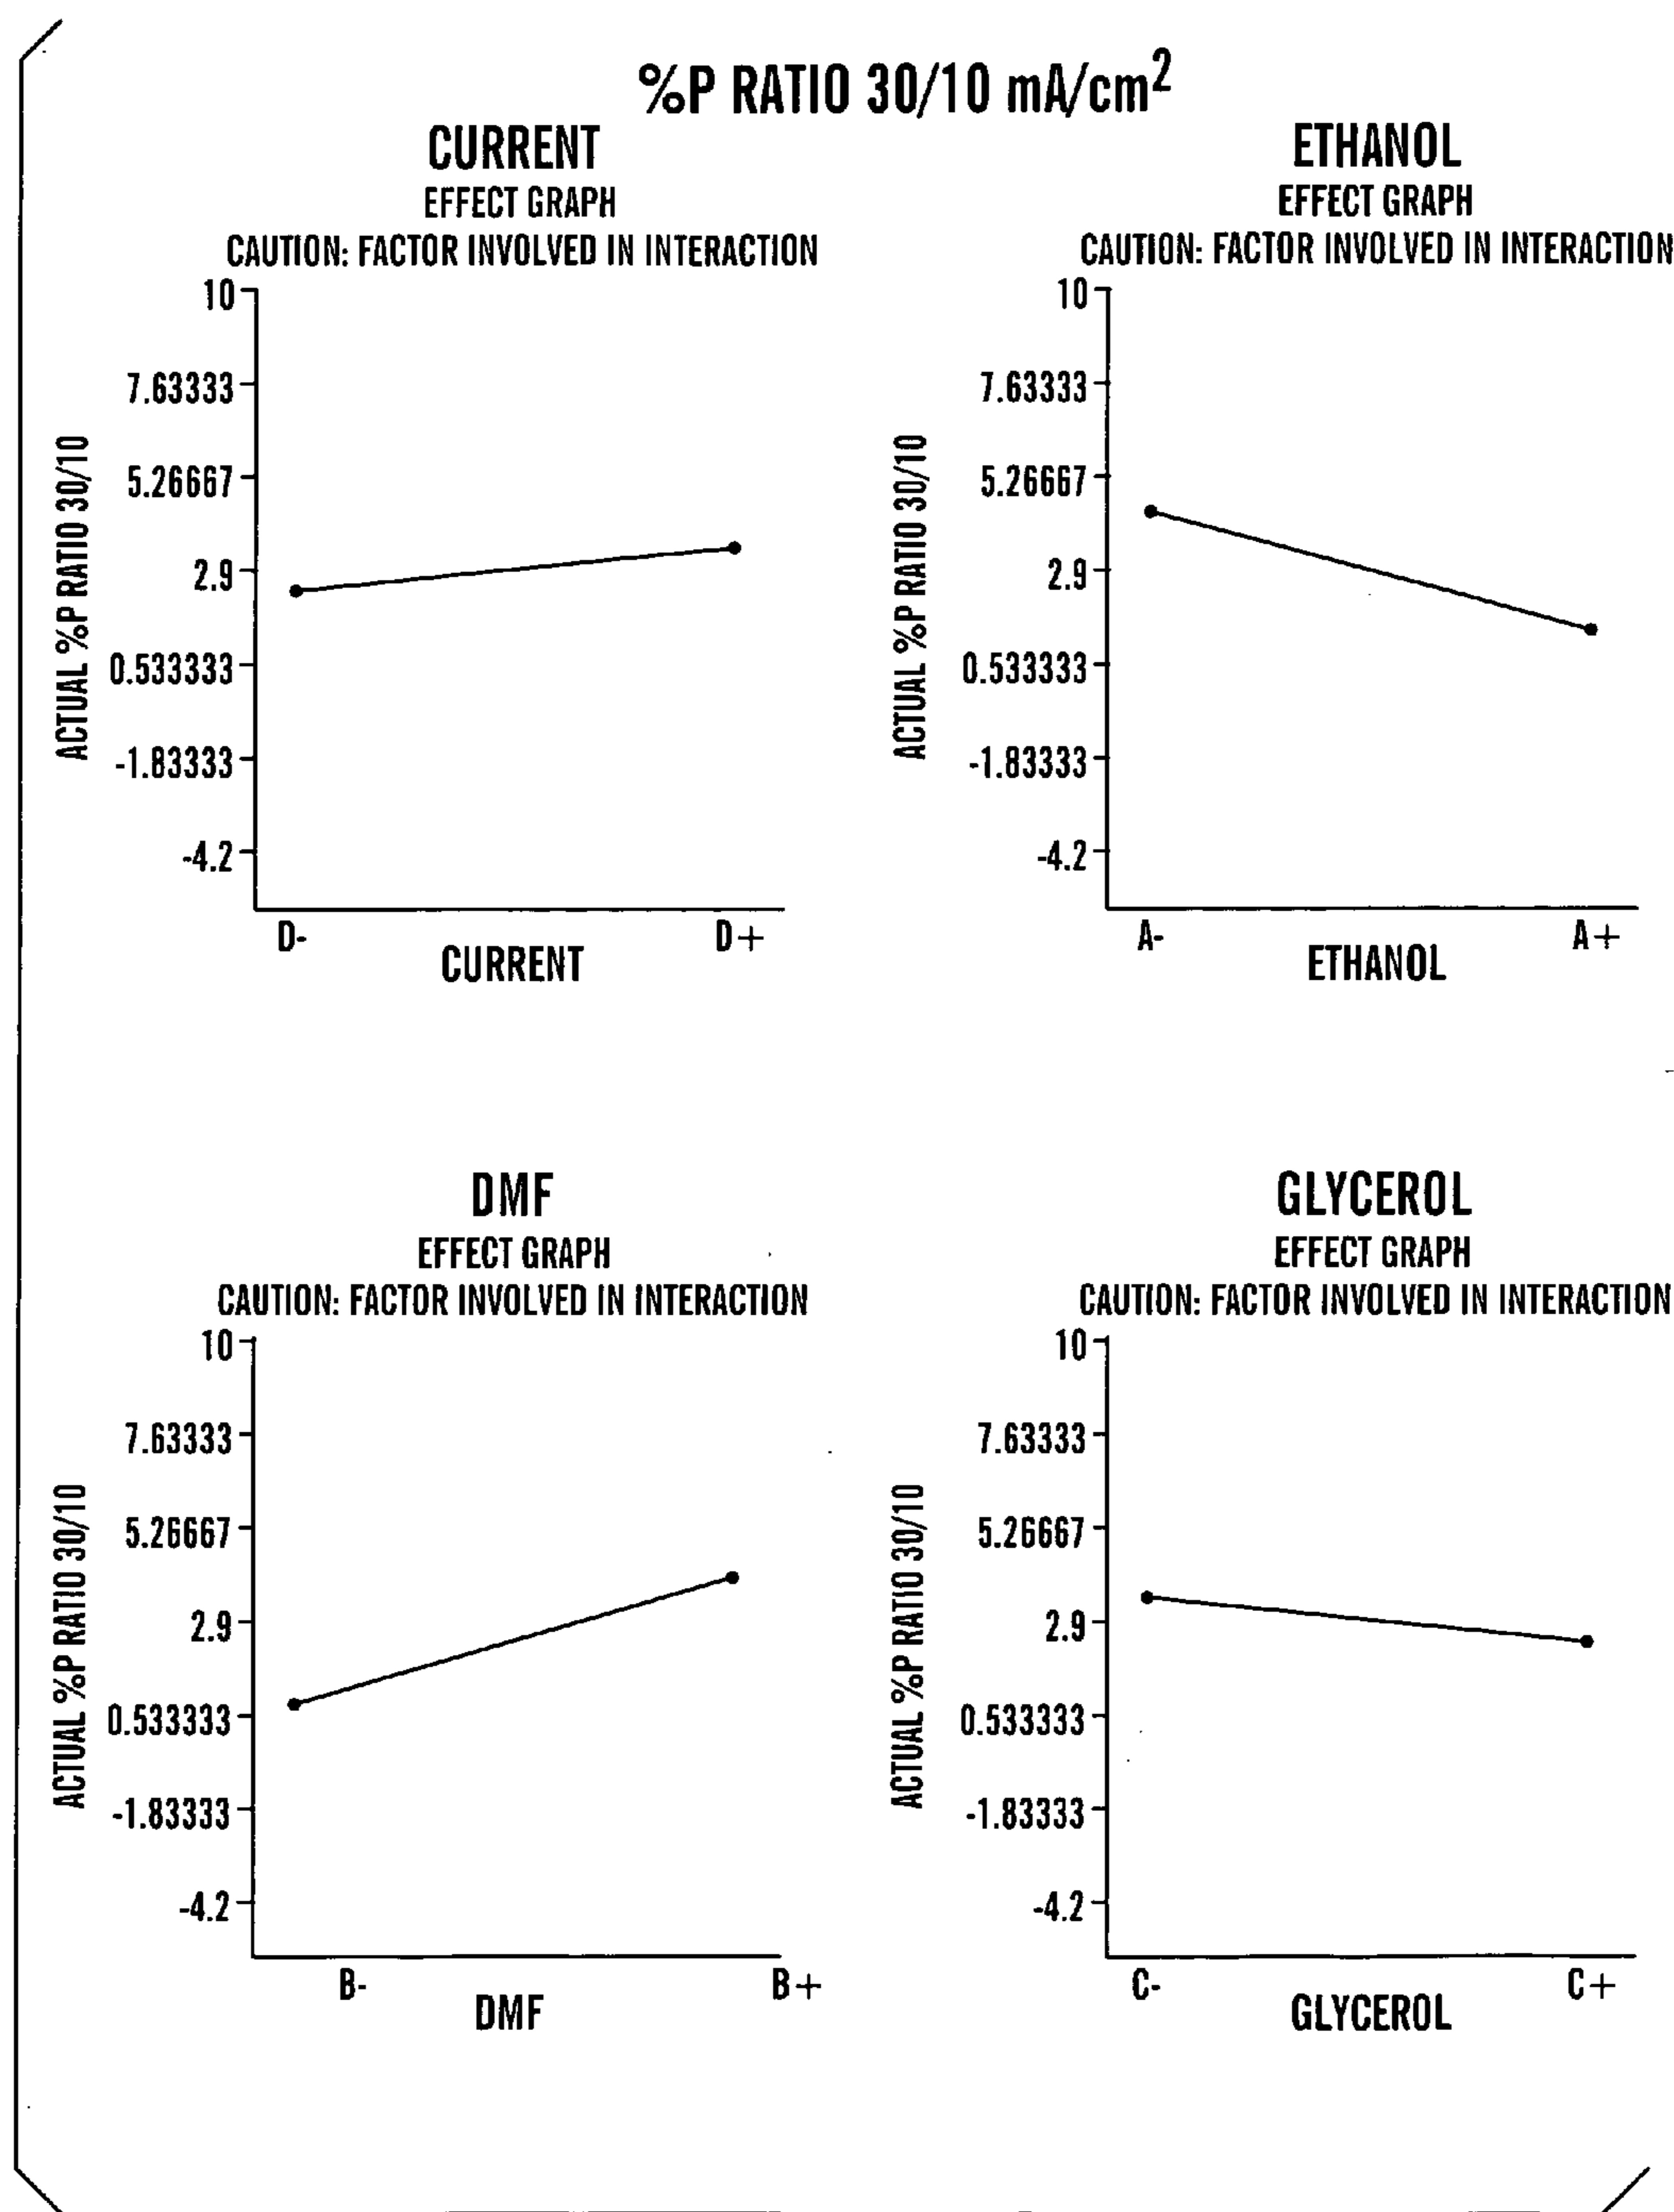 %P RATIO 30/10 mA/cm²
CURRENT
EFFECT GRAPH
CAUTION: FACTOR INVOLVED IN INTERACTION
10
7.63333
5.26667
2.9
0.533333
-1.83333
-4.2
ACTUAL %P RATIO 30/10
D-
D+
CURRENT
ETHANOL
EFFECT GRAPH
CAUTION: FACTOR INVOLVED IN INTERACTION
10
7.63333
5.26667
2.9
0.533333
-1.83333
-4.2
ACTUAL %P RATIO 30/10
A-
A+
ETHANOL
DMF
EFFECT GRAPH
CAUTION: FACTOR INVOLVED IN INTERACTION
10
7.63333
5.26667
2.9
0.533333
-1.83333
-4.2
ACTUAL %P RATIO 30/10
B-
B+
DMF
GLYCEROL
EFFECT GRAPH
CAUTION: FACTOR INVOLVED IN INTERACTION
10
7.63333
5.26667
2.9
0.533333
-1.83333
-4.2
ACTUAL %P RATIO 30/10
C-
C+
GLYCEROL